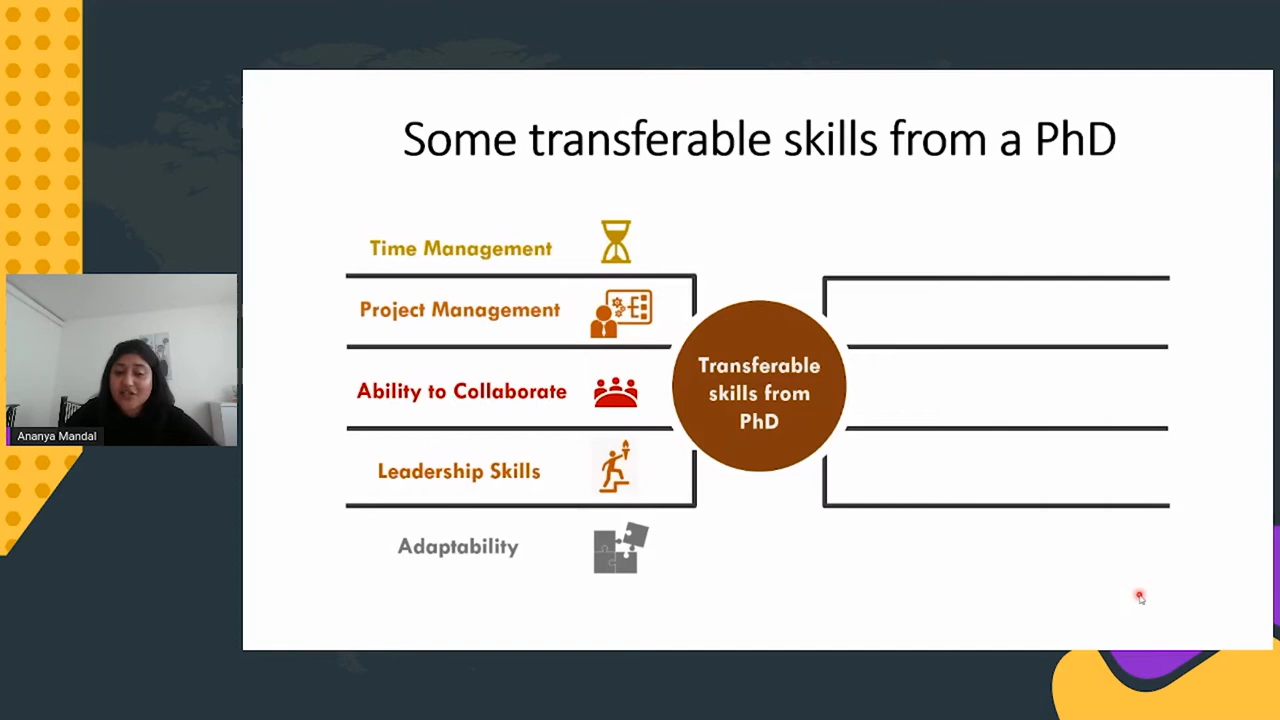 Some transferable skills from a PhD
Time Management
Project Management
Ability to Collaborate
Leadership Skills
Adaptability
Transferable
skills from
PhD
Ananya Mandal